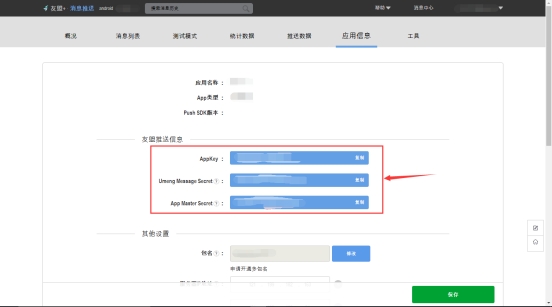 友盟+ 消息推送 android 搜索消息历史 帮助 消息中心
概况 消息列表 测试模式 统计数据 推送数据 应用信息 工具
应用名称：
App类型：
Push SDK版本：
友盟推送信息
AppKey： 复制
Umeng Message Secret ?： 复制
App Master Secret ?： 复制
其他设置
包名 ?： 修改
申请开通多包名
保存